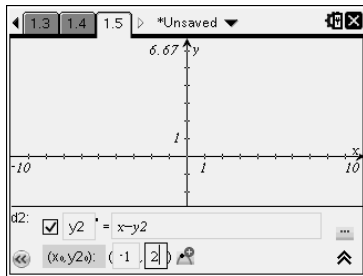 1.3 1.4 1.5 *Unsaved
6.67 y
1
x
-10 1 10
d2: y2 ' = x-y2
(x₀,y2₀): ( -1 , 2 )